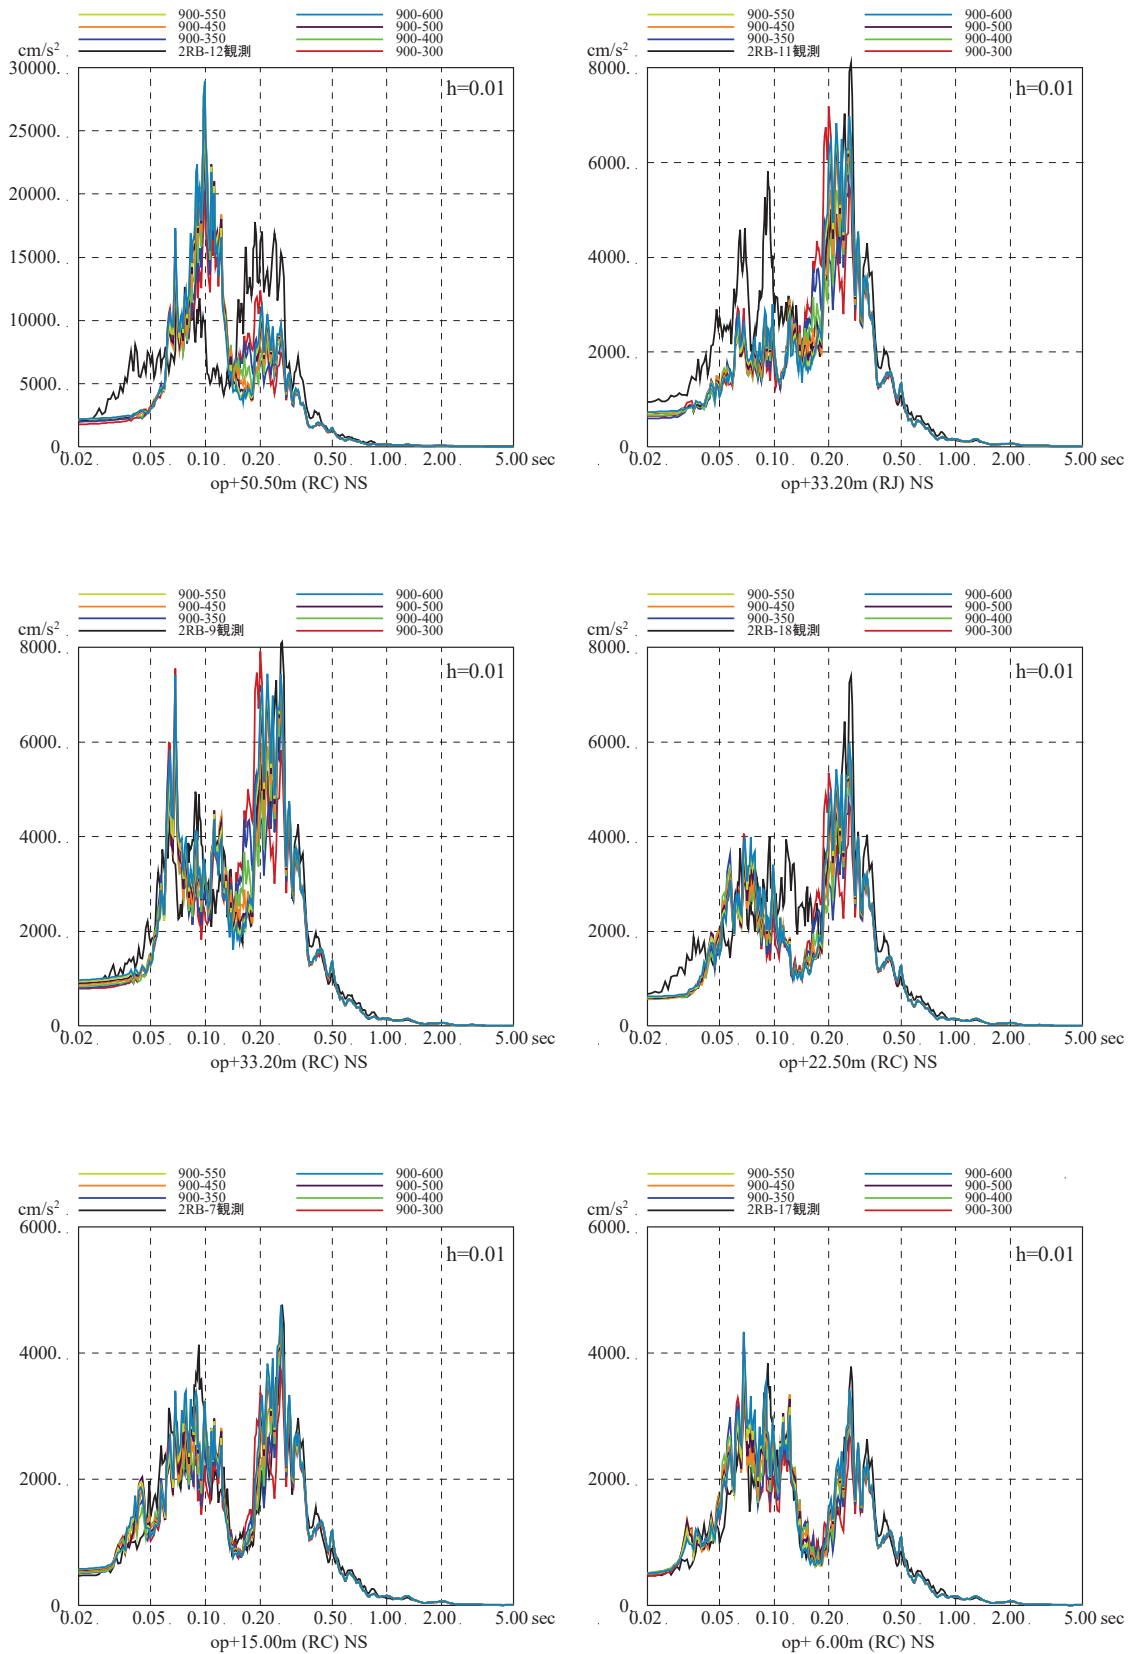 900-550 900-600
900-450 900-500
900-350 900-400
cm/s2 2RB-12観測 900-300
30000.
h=0.01
25000.
20000.
15000.
10000.
5000.
0.
0.02 0.05 0.10 0.20 0.50 1.00 2.00 5.00 sec
op+50.50m (RC) NS
900-550 900-600
900-450 900-500
900-350 900-400
cm/s2 2RB-11観測 900-300
8000.
h=0.01
6000.
4000.
2000.
0.
0.02 0.05 0.10 0.20 0.50 1.00 2.00 5.00 sec
op+33.20m (RJ) NS
900-550 900-600
900-450 900-500
900-350 900-400
cm/s2 2RB-9観測 900-300
8000.
h=0.01
6000.
4000.
2000.
0.
0.02 0.05 0.10 0.20 0.50 1.00 2.00 5.00 sec
op+33.20m (RC) NS
900-550 900-600
900-450 900-500
900-350 900-400
cm/s2 2RB-18観測 900-300
8000.
h=0.01
6000.
4000.
2000.
0.
0.02 0.05 0.10 0.20 0.50 1.00 2.00 5.00 sec
op+22.50m (RC) NS
900-550 900-600
900-450 900-500
900-350 900-400
cm/s2 2RB-7観測 900-300
6000.
h=0.01
4000.
2000.
0.
0.02 0.05 0.10 0.20 0.50 1.00 2.00 5.00 sec
op+15.00m (RC) NS
900-550 900-600
900-450 900-500
900-350 900-400
cm/s2 2RB-17観測 900-300
6000.
h=0.01
4000.
2000.
0.
0.02 0.05 0.10 0.20 0.50 1.00 2.00 5.00 sec
op+ 6.00m (RC) NS